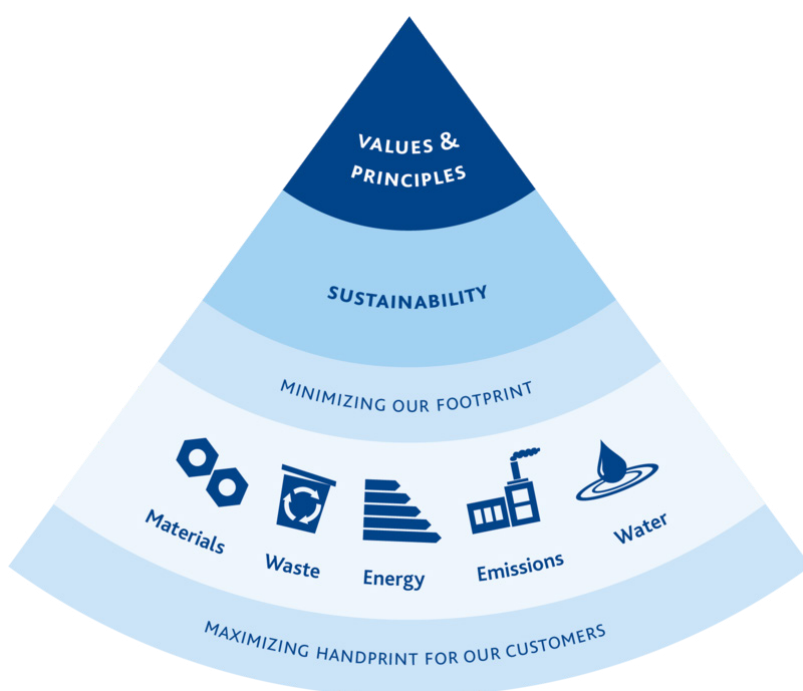 VALUES &
PRINCIPLES
SUSTAINABILITY
MINIMIZING OUR FOOTPRINT
Materials
Waste
Energy
Emissions
Water
MAXIMIZING HANDPRINT FOR OUR CUSTOMERS